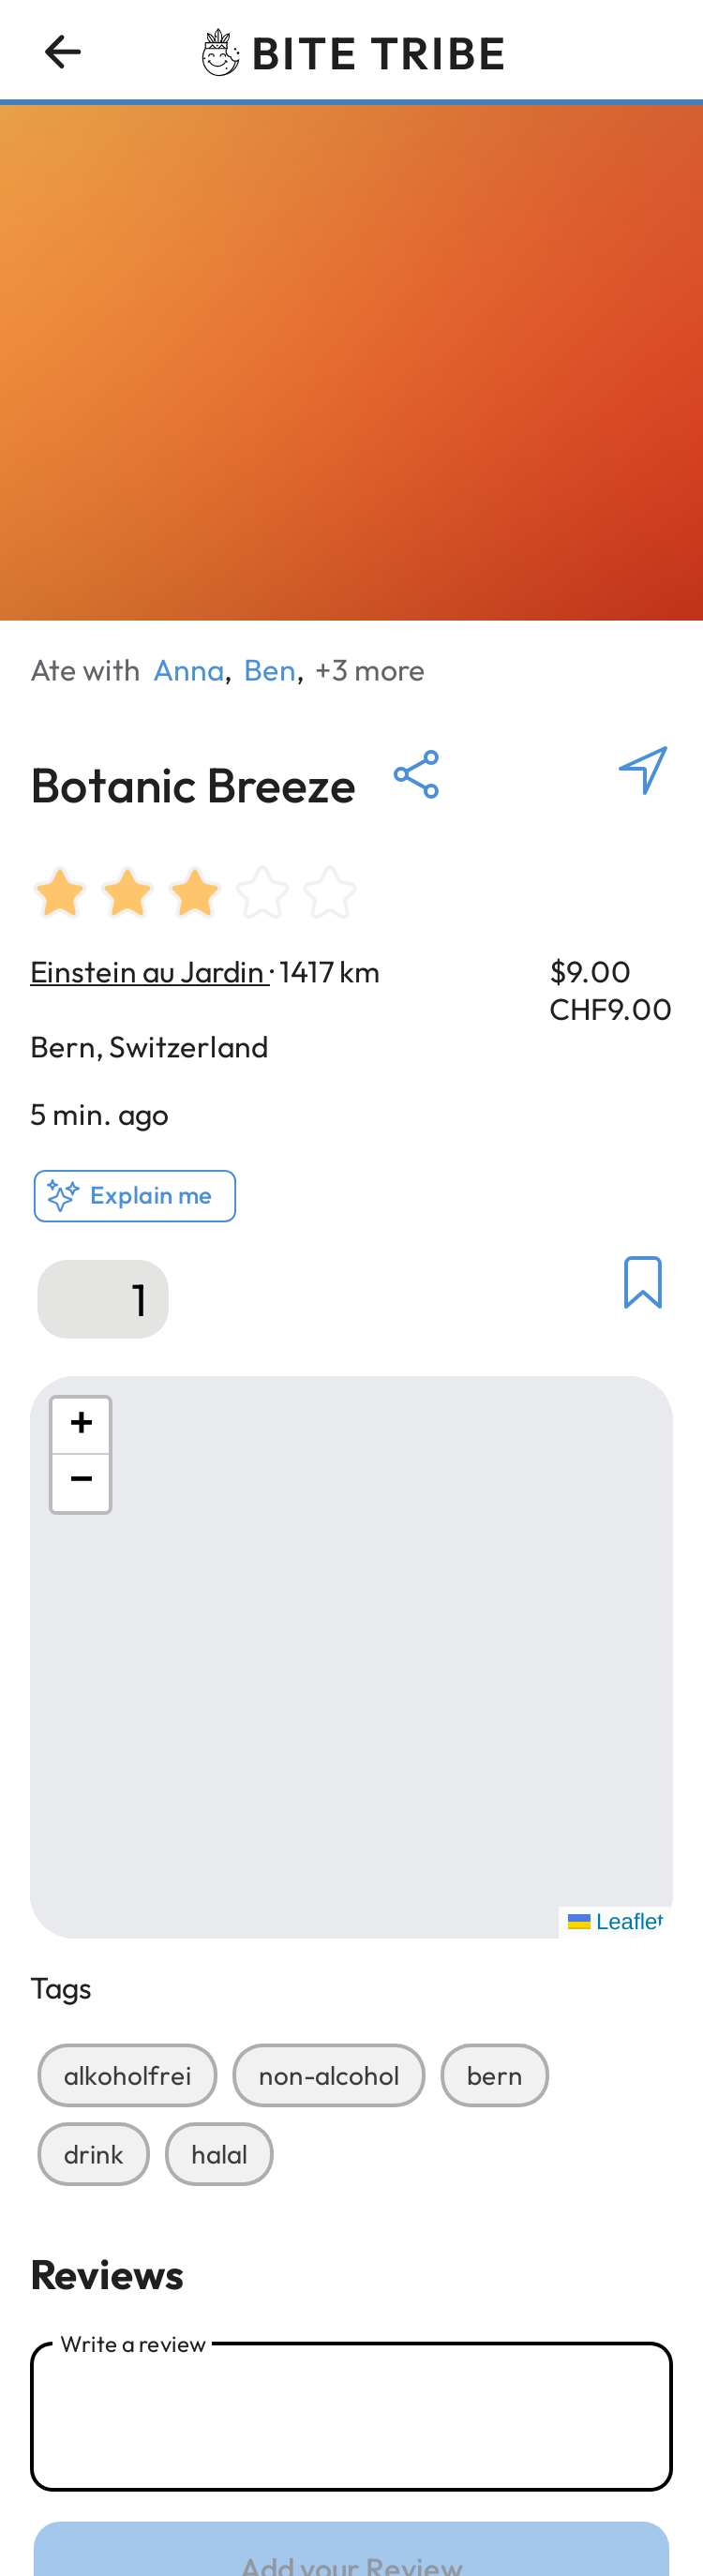 BITE TRIBE
Ate with Anna, Ben, +3 more
Botanic Breeze
Einstein au Jardin · 1417 km
$9.00
CHF9.00
Bern, Switzerland
5 min. ago
Explain me
1
+
−
Leaflet
Tags
alkoholfrei non-alcohol bern
drink halal
Reviews
Write a review
Add your Review